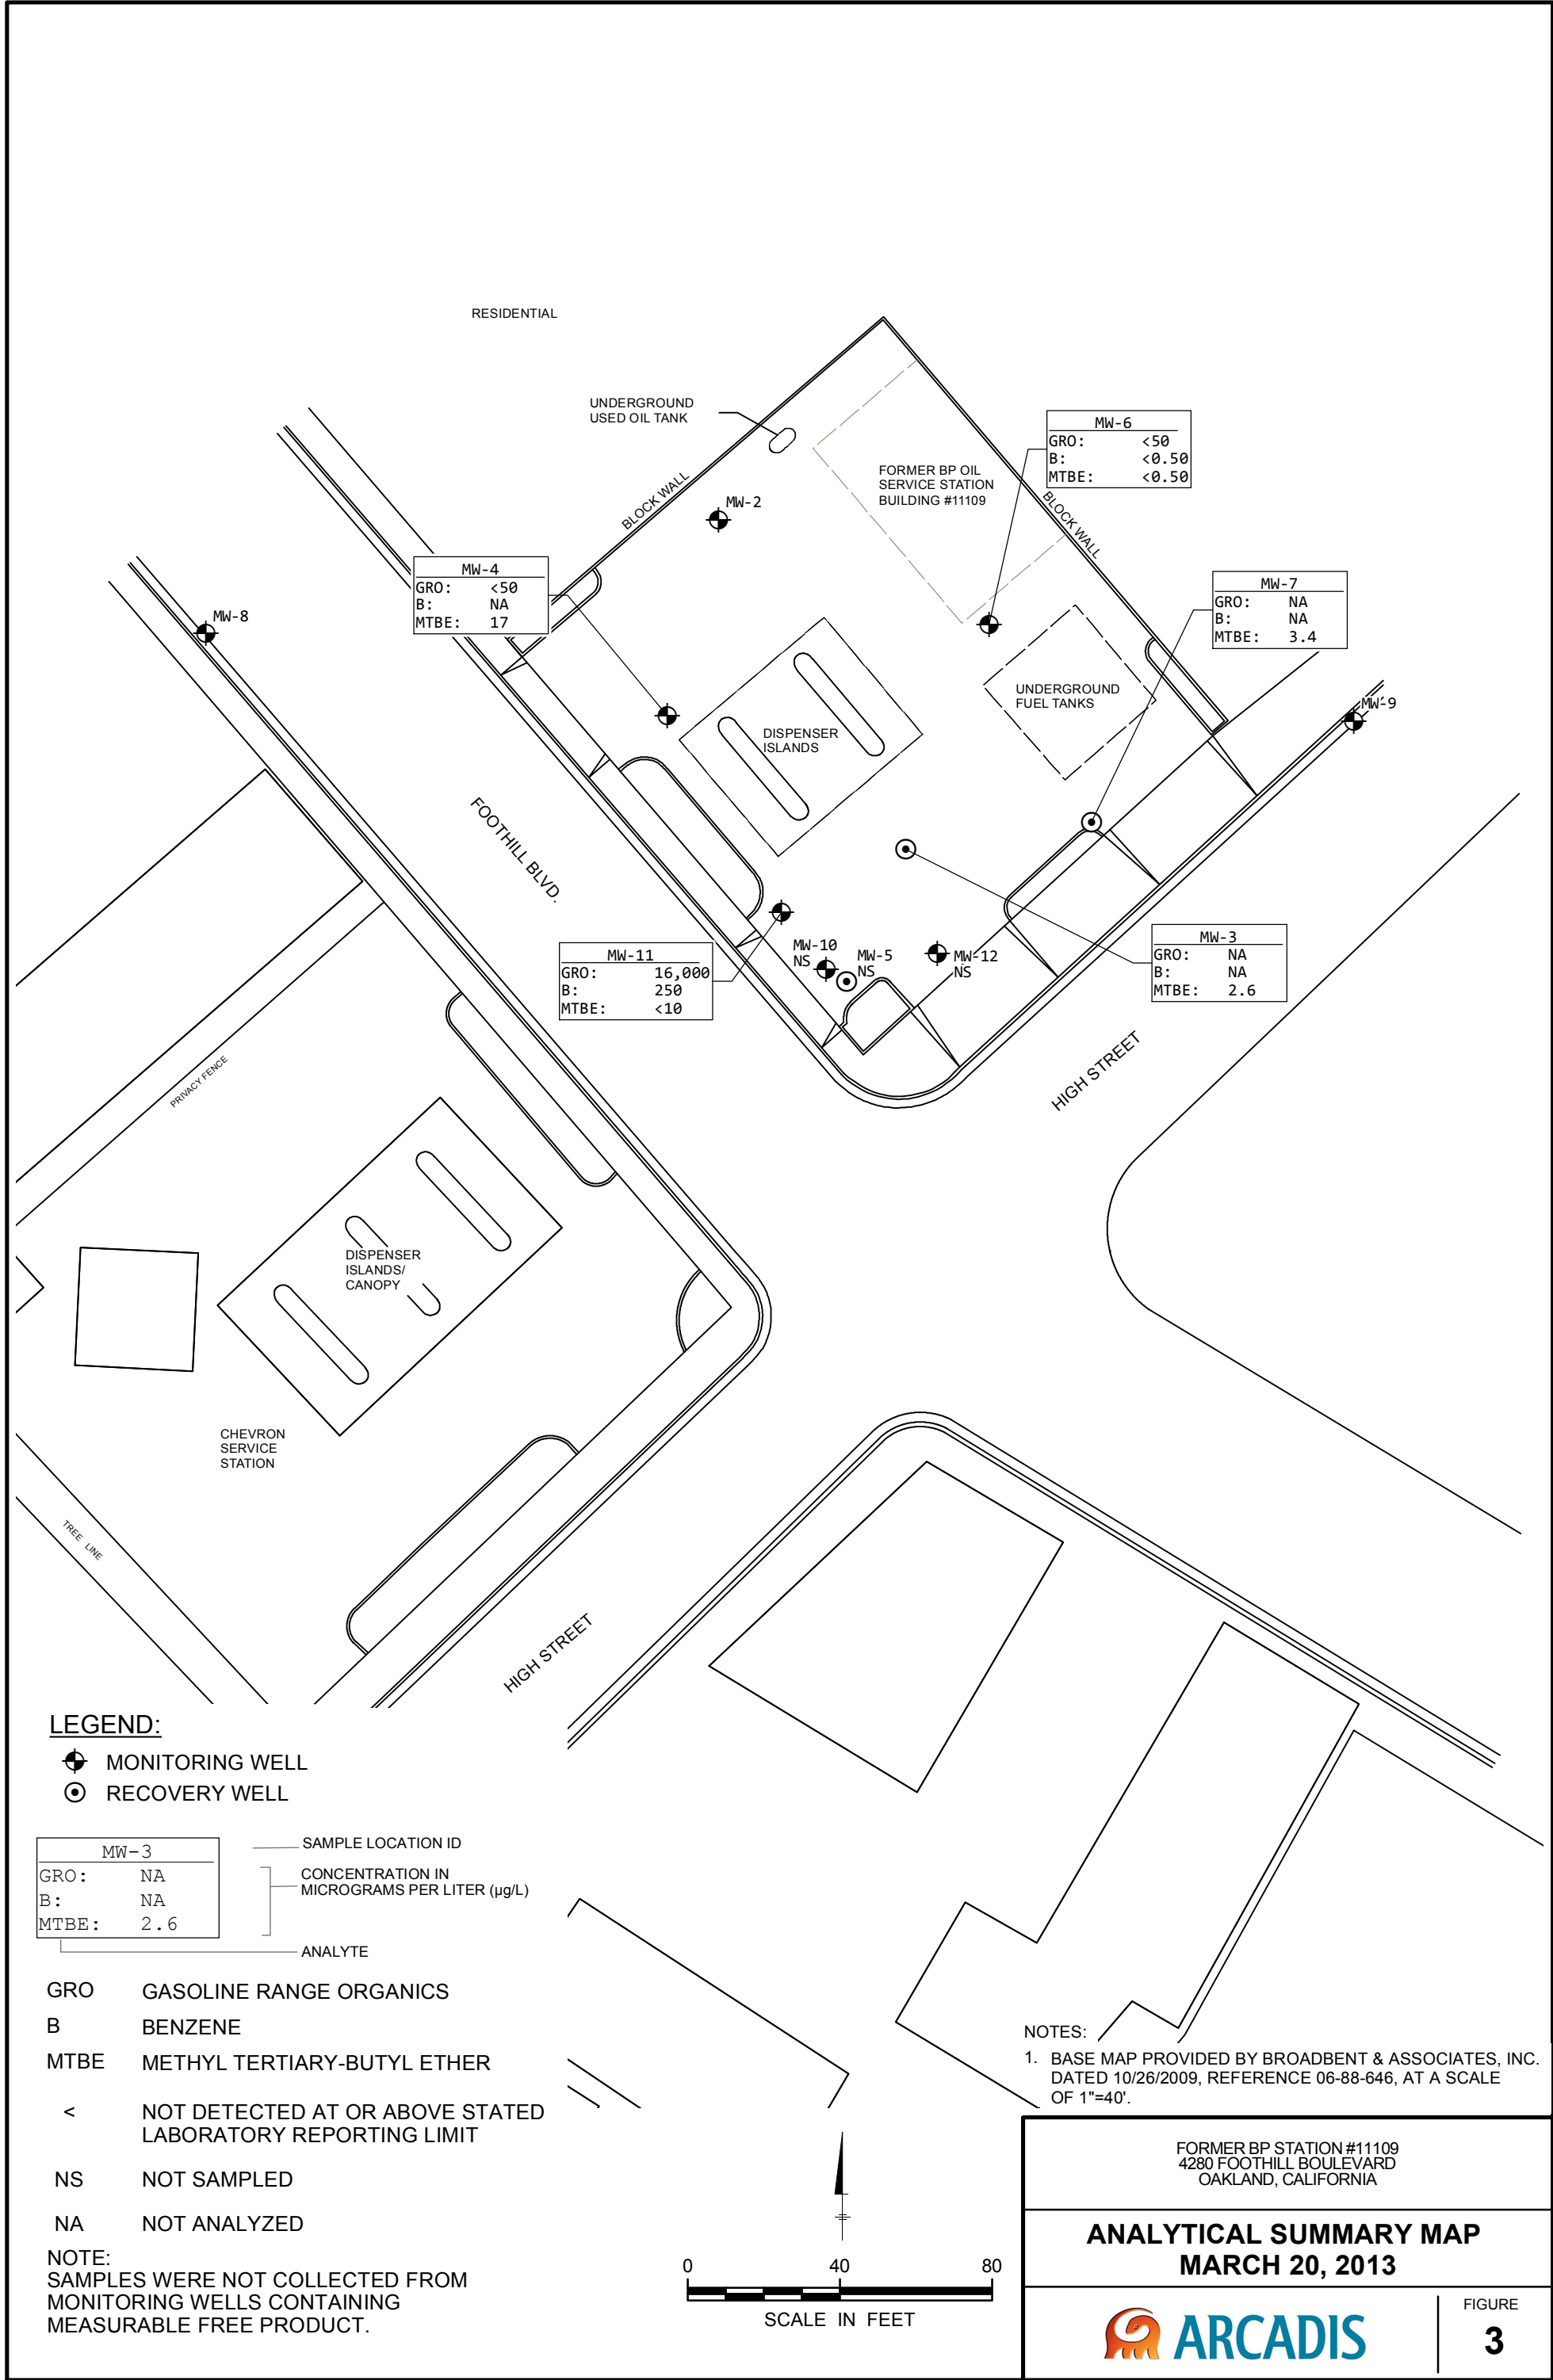 RESIDENTIAL
UNDERGROUND
USED OIL TANK
BLOCK WALL
MW-2
FORMER BP OIL
SERVICE STATION
BUILDING #11109
MW-6
GRO: <50
B: <0.50
MTBE: <0.50
BLOCK WALL
MW-4
GRO: <50
B: NA
MTBE: 17
MW-7
GRO: NA
B: NA
MTBE: 3.4
MW-8
UNDERGROUND
FUEL TANKS
MW-9
DISPENSER
ISLANDS
FOOTHILL BLVD.
MW-11
GRO: 16,000
B: 250
MTBE: <10
MW-10
NS
MW-5
NS
MW-12
NS
MW-3
GRO: NA
B: NA
MTBE: 2.6
HIGH STREET
PRIVACY FENCE
DISPENSER
ISLANDS/
CANOPY
CHEVRON
SERVICE
STATION
TREE LINE
HIGH STREET
LEGEND:
MONITORING WELL
RECOVERY WELL
MW-3
GRO: NA
B: NA
MTBE: 2.6
SAMPLE LOCATION ID
CONCENTRATION IN
MICROGRAMS PER LITER (µg/L)
ANALYTE
GRO GASOLINE RANGE ORGANICS
B BENZENE
MTBE METHYL TERTIARY-BUTYL ETHER
< NOT DETECTED AT OR ABOVE STATED
LABORATORY REPORTING LIMIT
NS NOT SAMPLED
NA NOT ANALYZED
NOTE:
SAMPLES WERE NOT COLLECTED FROM
MONITORING WELLS CONTAINING
MEASURABLE FREE PRODUCT.
0 40 80
SCALE IN FEET
NOTES:
1. BASE MAP PROVIDED BY BROADBENT & ASSOCIATES, INC.
DATED 10/26/2009, REFERENCE 06-88-646, AT A SCALE
OF 1"=40'.
FORMER BP STATION #11109
4280 FOOTHILL BOULEVARD
OAKLAND, CALIFORNIA
ANALYTICAL SUMMARY MAP
MARCH 20, 2013
ARCADIS
FIGURE
3